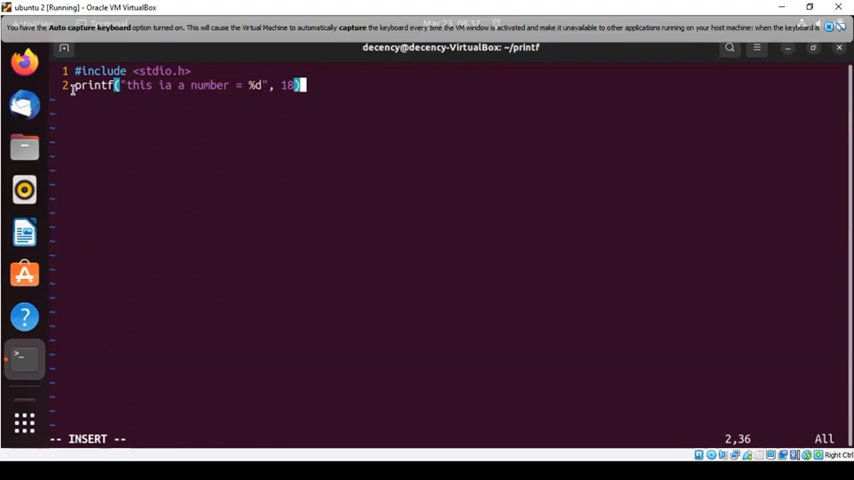 ubuntu 2 [Running] - Oracle VM VirtualBox
You have the Auto capture keyboard option turned on. This will cause the Virtual Machine to automatically capture the keyboard every time the VM window is activated and make it unavailable to other applications running on your host machine: when the keyboard is
decency@decency-VirtualBox: ~/printf
1 #include <stdio.h>
2 printf("this ia a number = %d", 18)
-- INSERT --
2,36
All
Right Ctrl